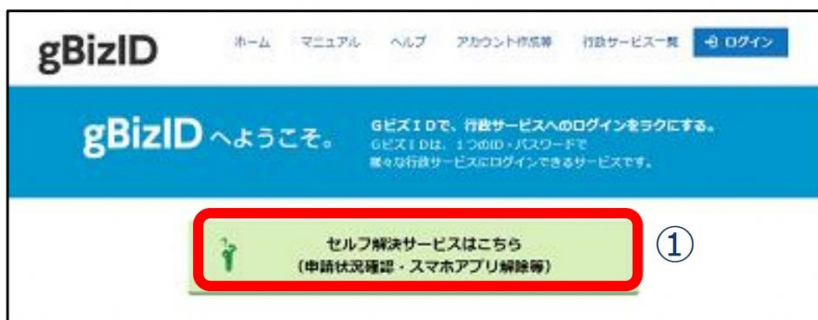 gBizID
ホーム マニュアル ヘルプ アカウント作成等 行政サービス一覧 ログイン
gBizID へようこそ。
GビズIDで、行政サービスへのログインをラクにする。
GビズIDは、1つのID・パスワードで
様々な行政サービスにログインできるサービスです。
セルフ解決サービスはこちら
(申請状況確認・スマホアプリ解除等)
①